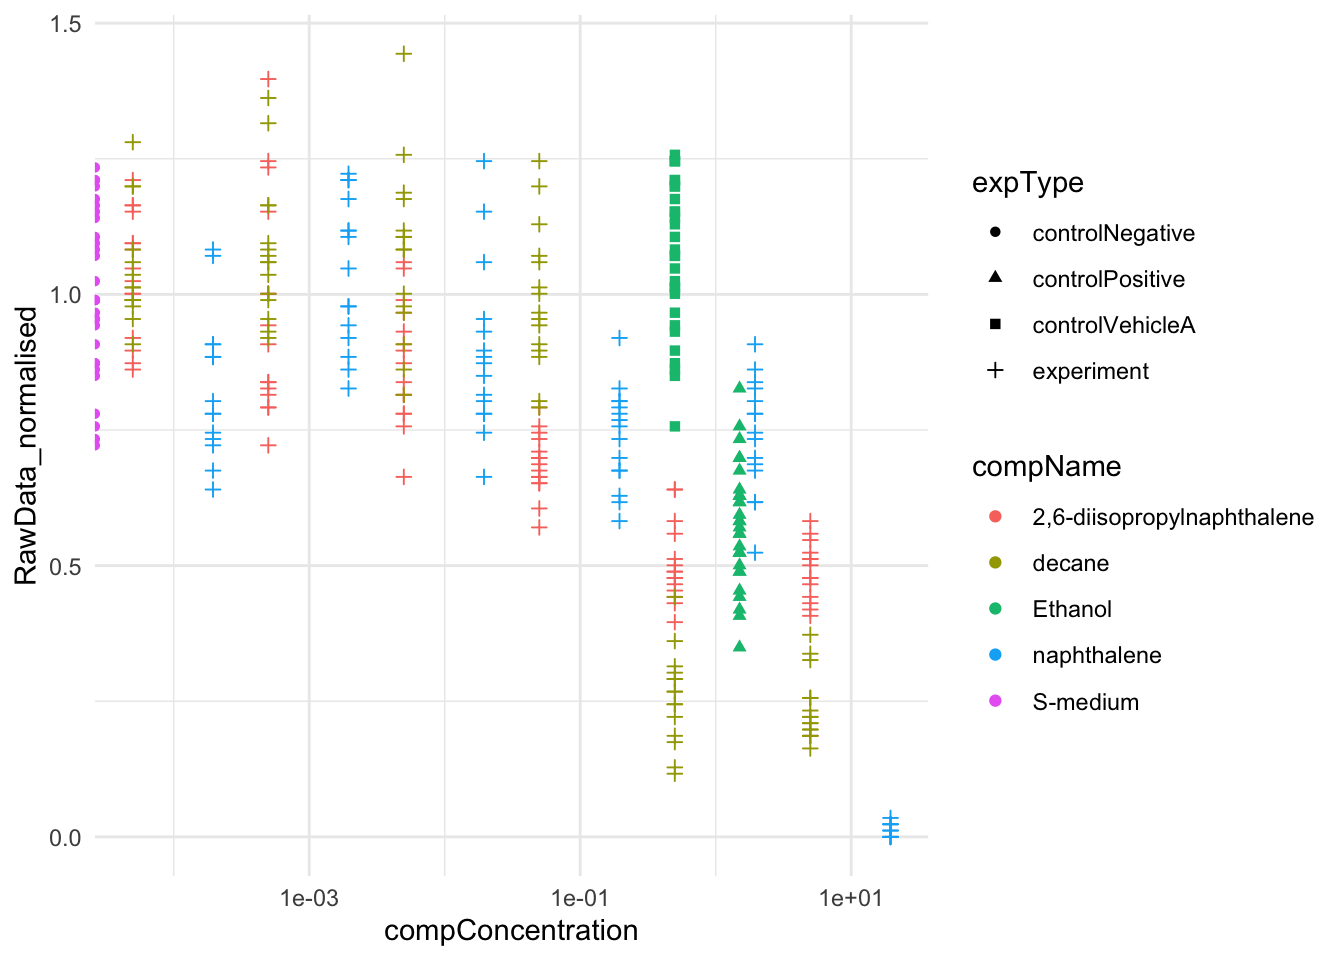 RawData_normalised
1.5
1.0
0.5
0.0
1e-03
1e-01
1e+01
compConcentration
expType
controlNegative
controlPositive
controlVehicleA
experiment
compName
2,6-diisopropylnaphthalene
decane
Ethanol
naphthalene
S-medium